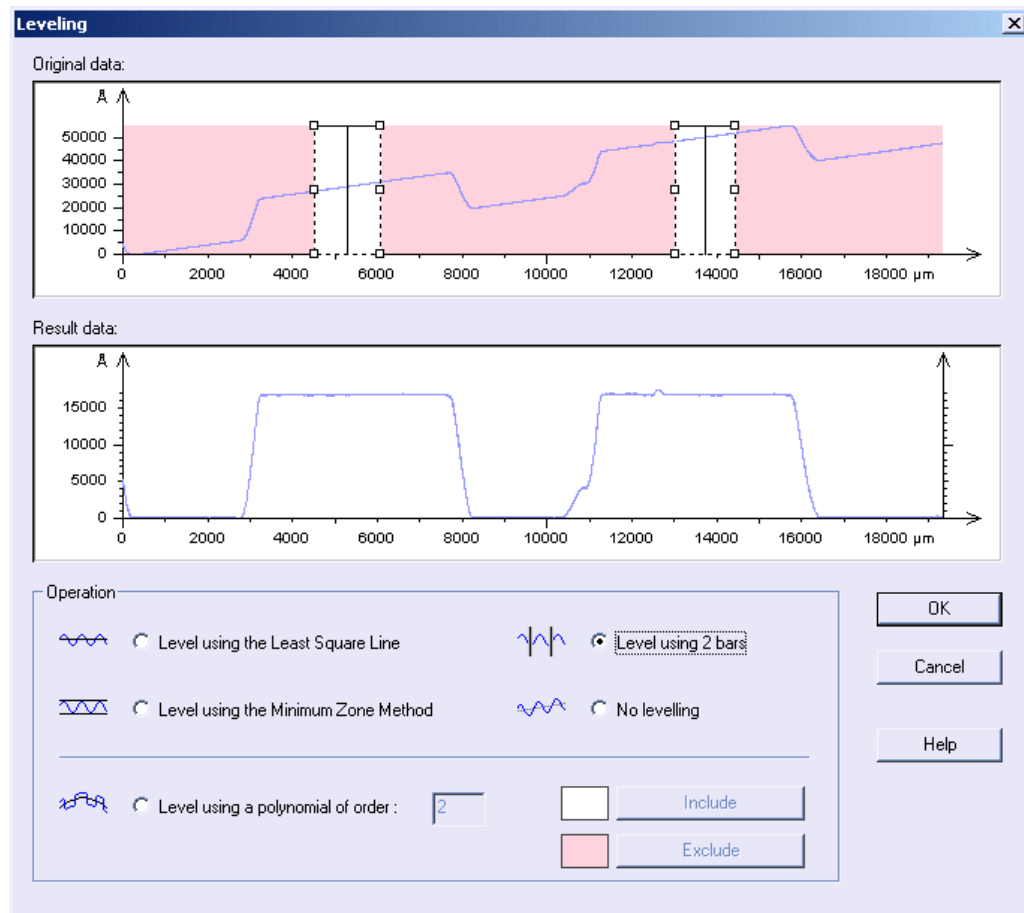 Leveling
Original data:
Å
50000
40000
30000
20000
10000
0
0 2000 4000 6000 8000 10000 12000 14000 16000 18000 µm
Result data:
Å
15000
10000
5000
0
0 2000 4000 6000 8000 10000 12000 14000 16000 18000 µm
Operation
Level using the Least Square Line
Level using 2 bars
Level using the Minimum Zone Method
No levelling
Level using a polynomial of order :
2
Include
Exclude
OK
Cancel
Help